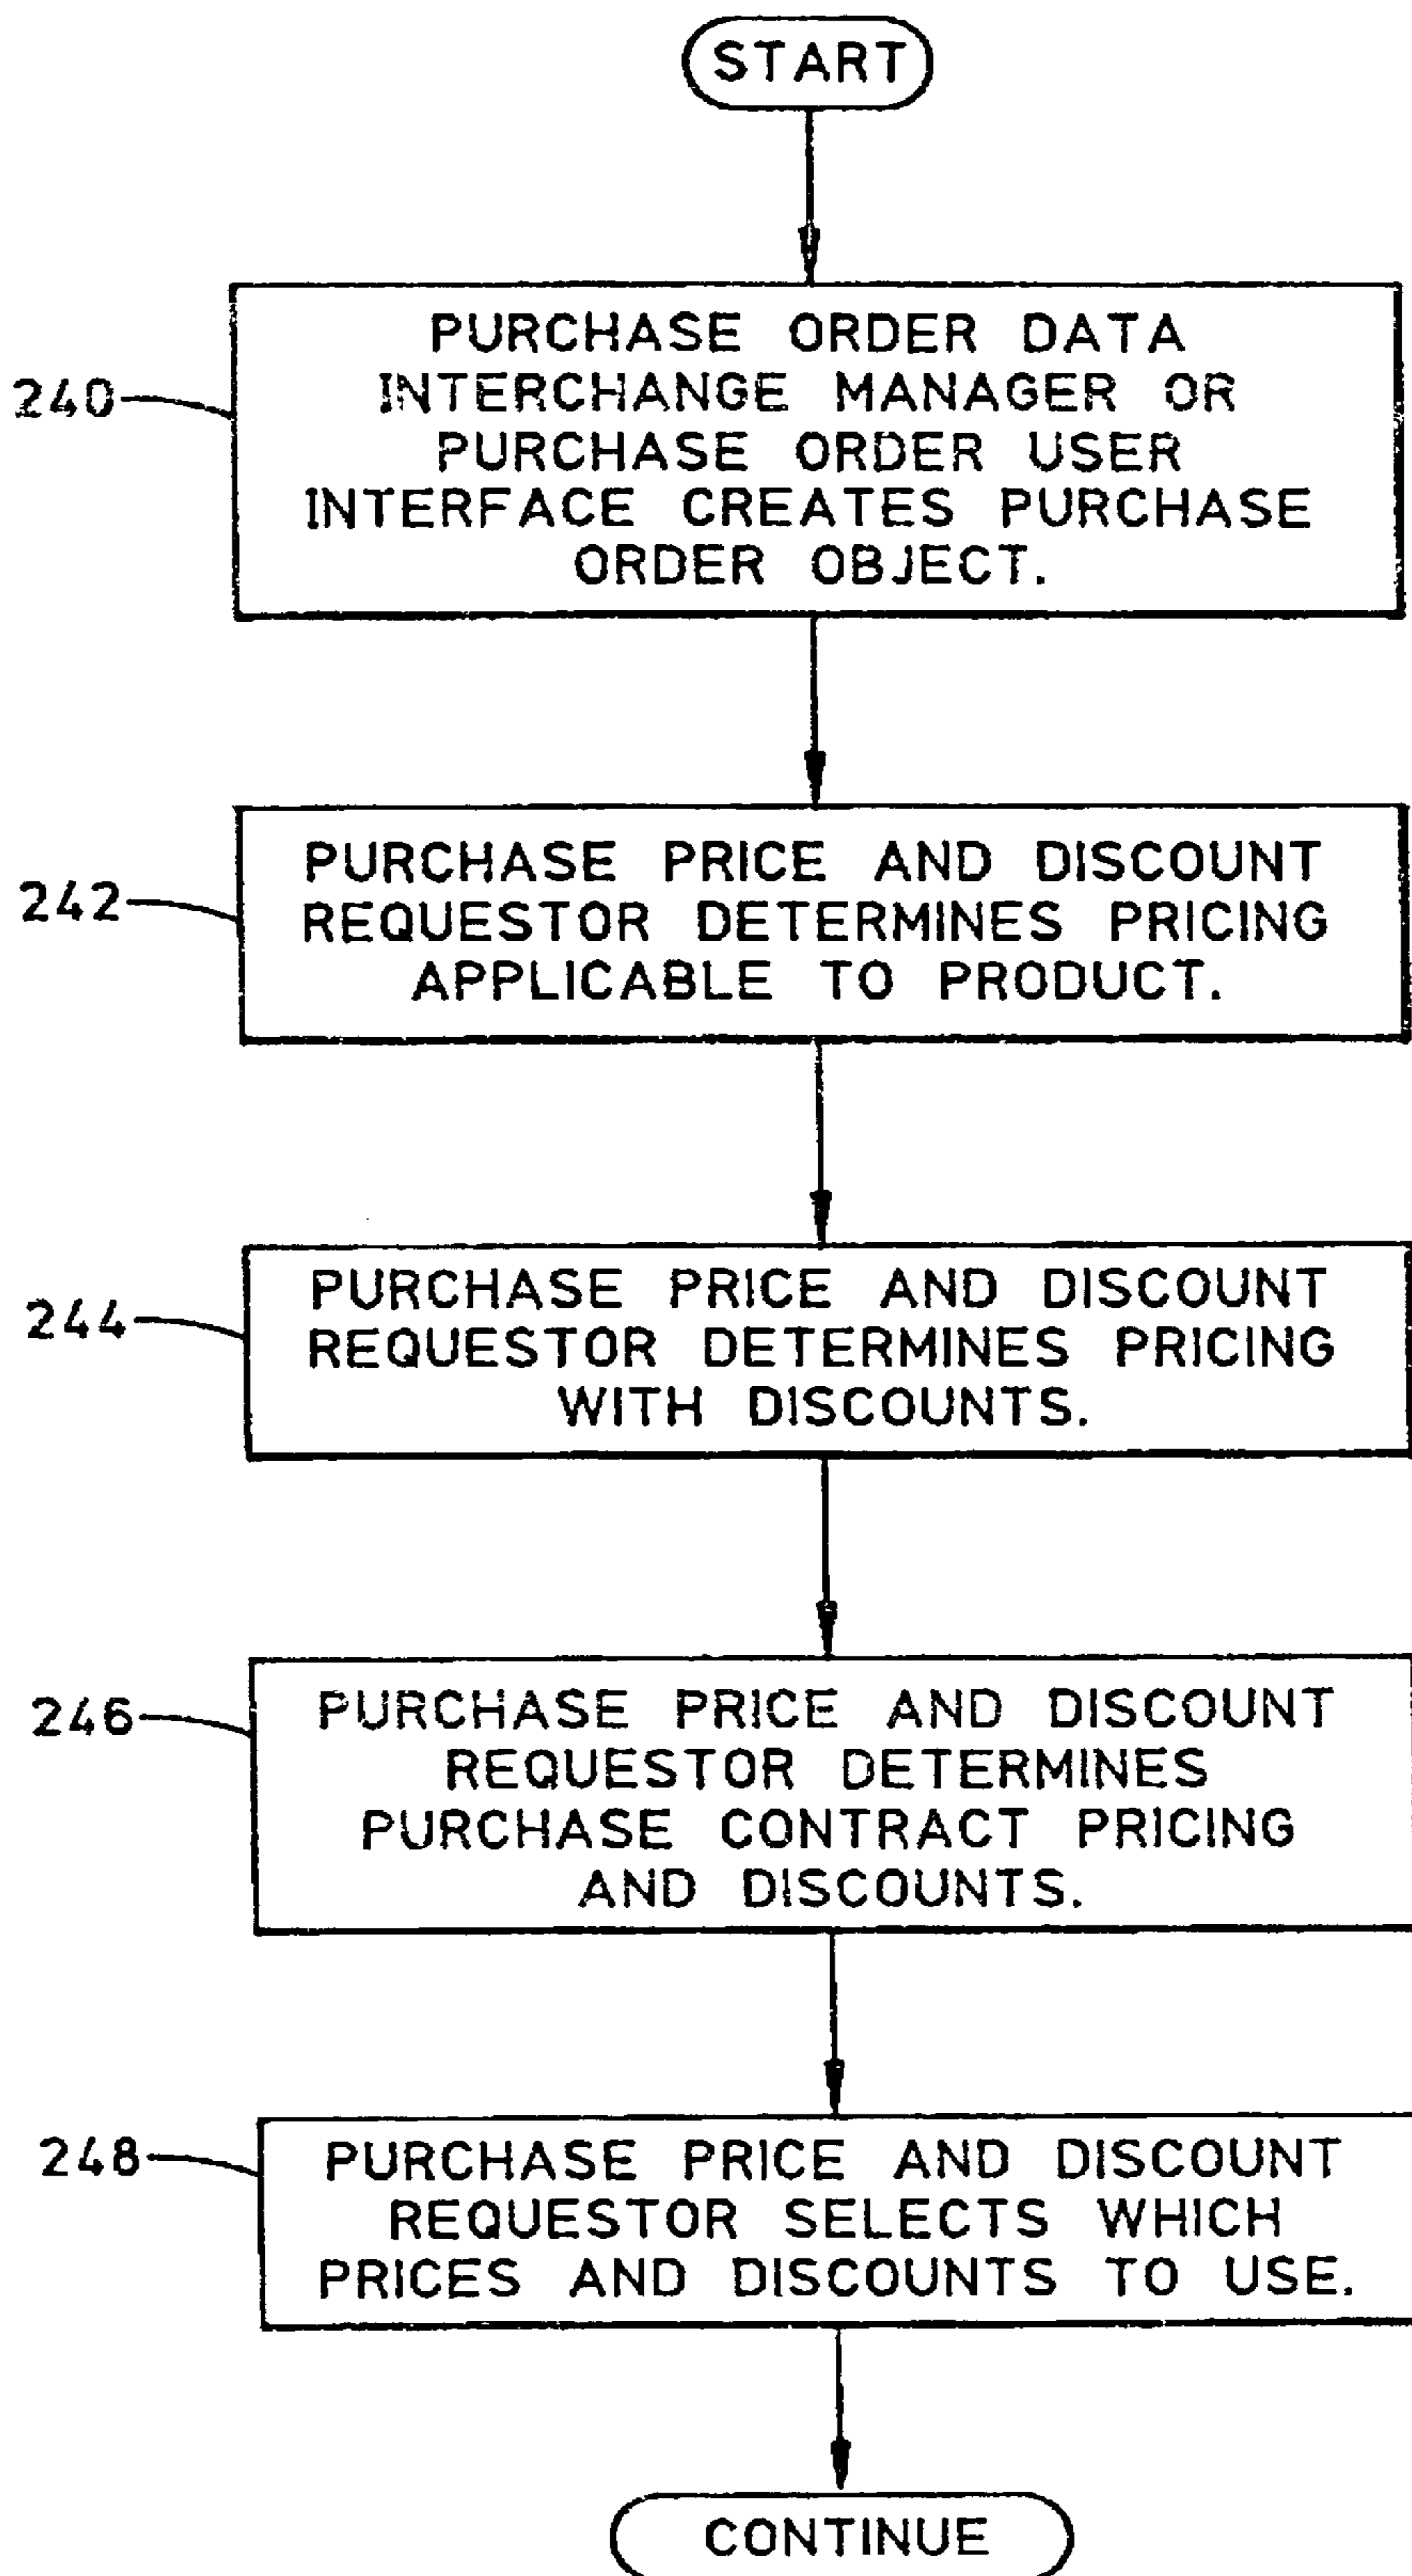 START
240
PURCHASE ORDER DATA
INTERCHANGE MANAGER OR
PURCHASE ORDER USER
INTERFACE CREATES PURCHASE
ORDER OBJECT.
242
PURCHASE PRICE AND DISCOUNT
REQUESTOR DETERMINES PRICING
APPLICABLE TO PRODUCT.
244
PURCHASE PRICE AND DISCOUNT
REQUESTOR DETERMINES PRICING
WITH DISCOUNTS.
246
PURCHASE PRICE AND DISCOUNT
REQUESTOR DETERMINES
PURCHASE CONTRACT PRICING
AND DISCOUNTS.
248
PURCHASE PRICE AND DISCOUNT
REQUESTOR SELECTS WHICH
PRICES AND DISCOUNTS TO USE.
CONTINUE